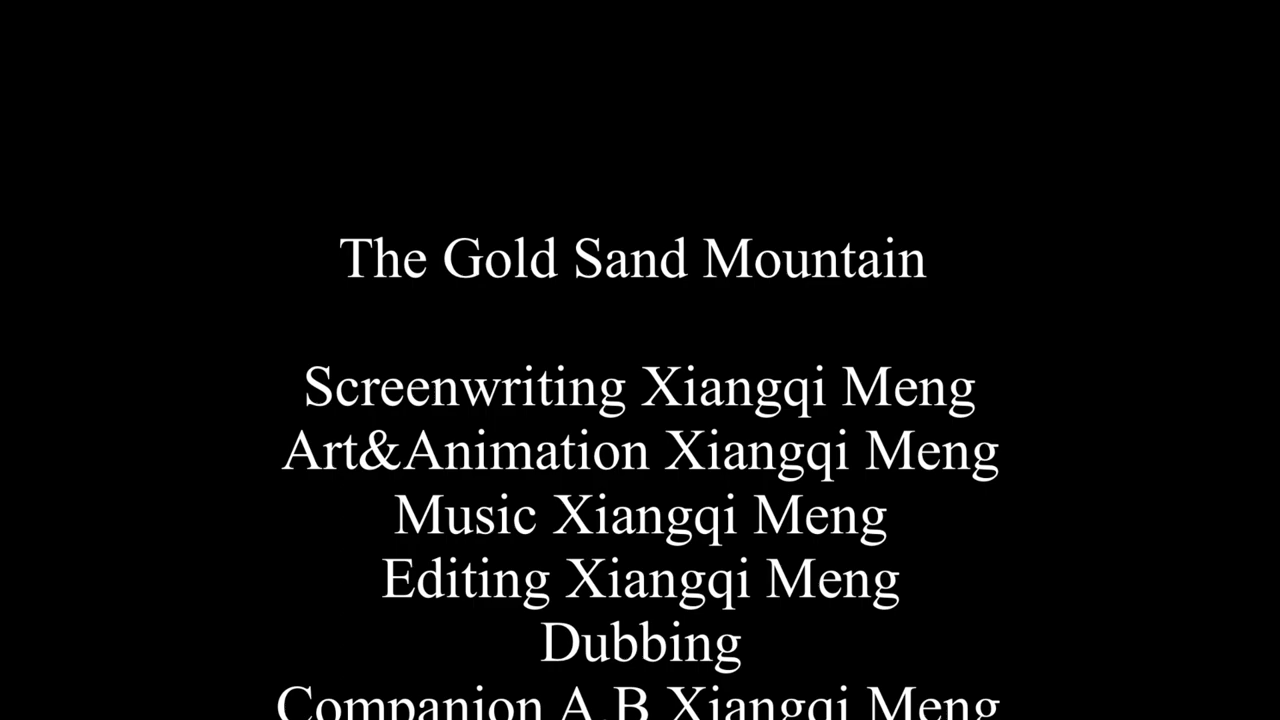 The Gold Sand Mountain
Screenwriting Xiangqi Meng
Art&Animation Xiangqi Meng
Music Xiangqi Meng
Editing Xiangqi Meng
Dubbing
Companion A.B Xiangqi Meng